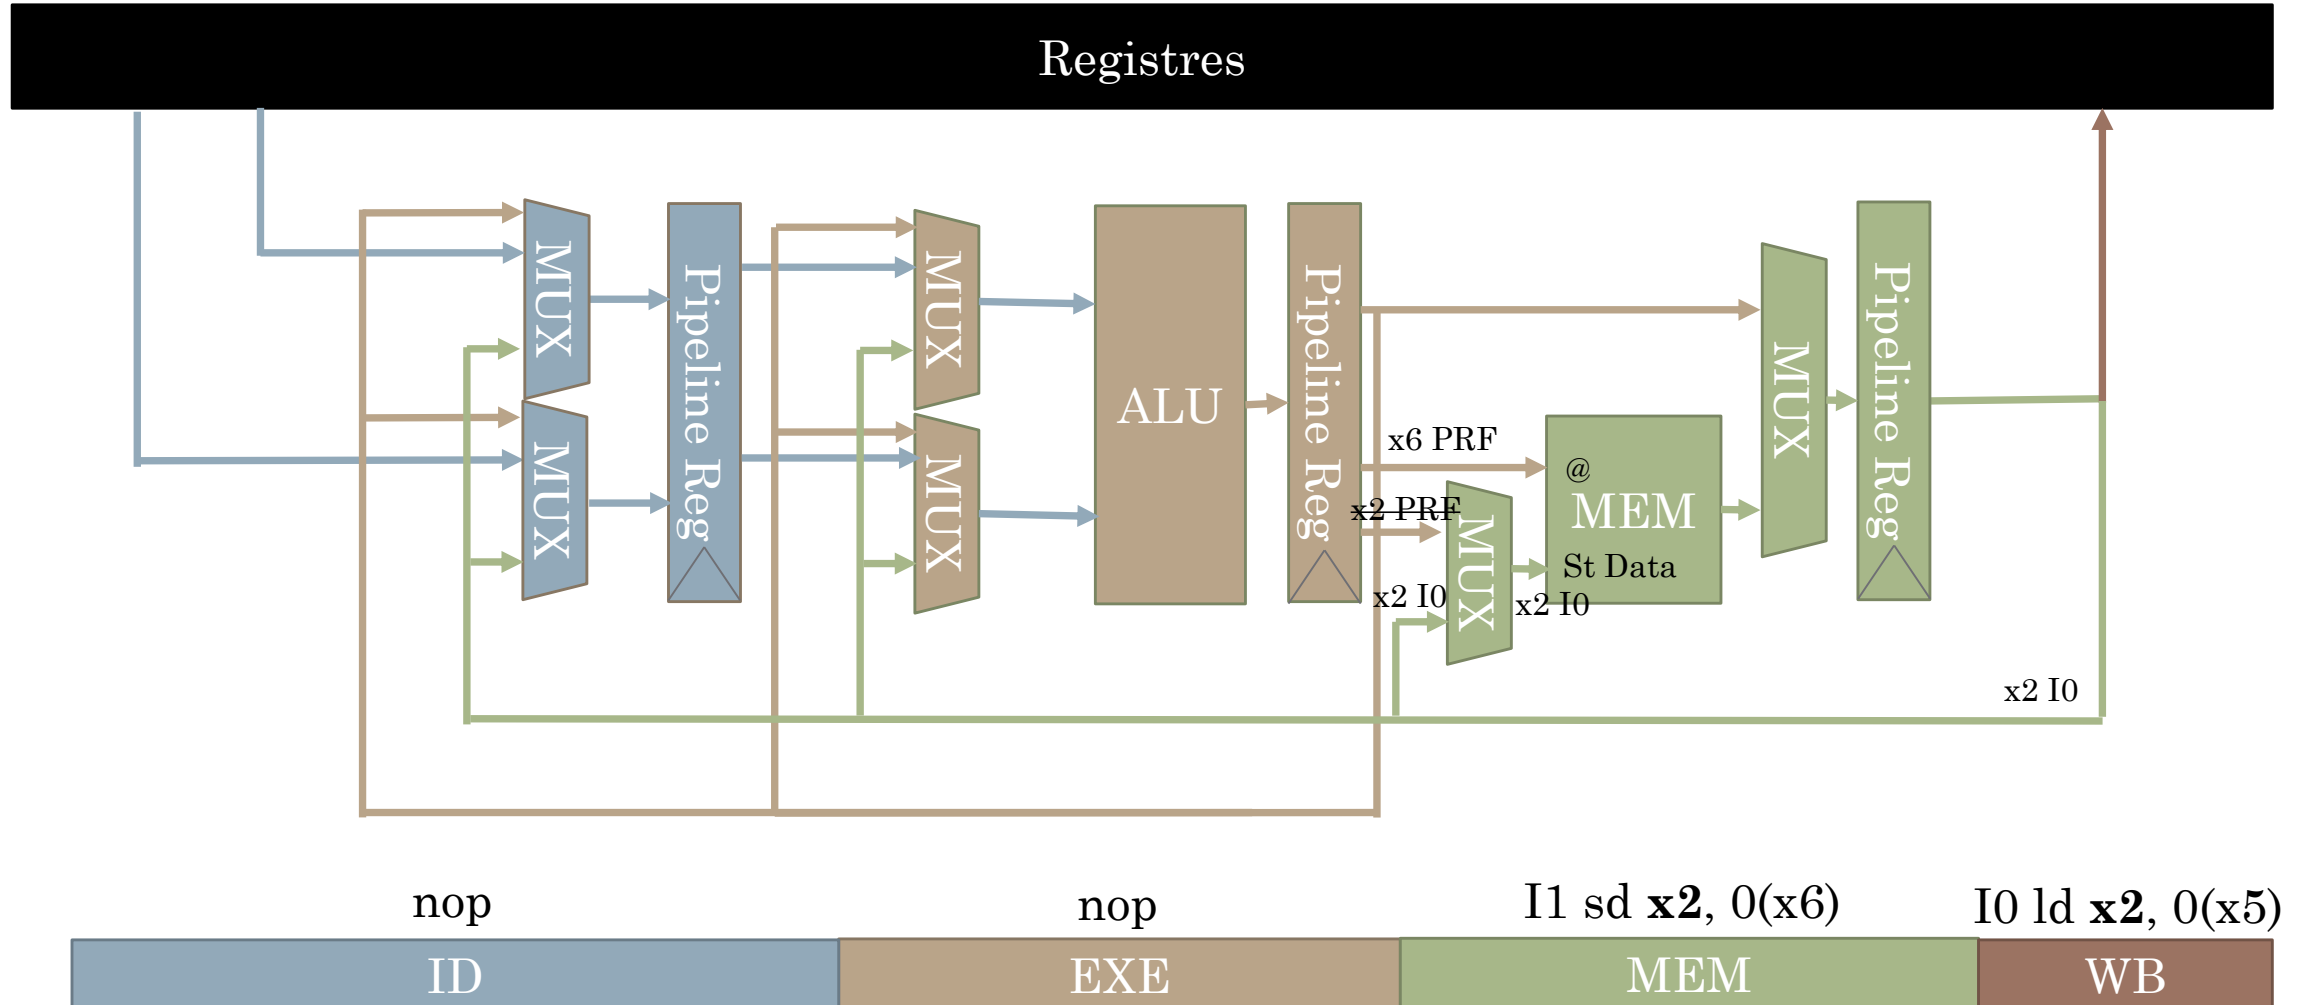 Registres
MUX
MUX
Pipeline Reg
MUX
MUX
ALU
Pipeline Reg
x6 PRF
x2 PRF
x2 I0
MUX
x2 I0
@
MEM
St Data
MUX
Pipeline Reg
x2 I0
nop
nop
I1 sd x2, 0(x6)
I0 ld x2, 0(x5)
ID
EXE
MEM
WB